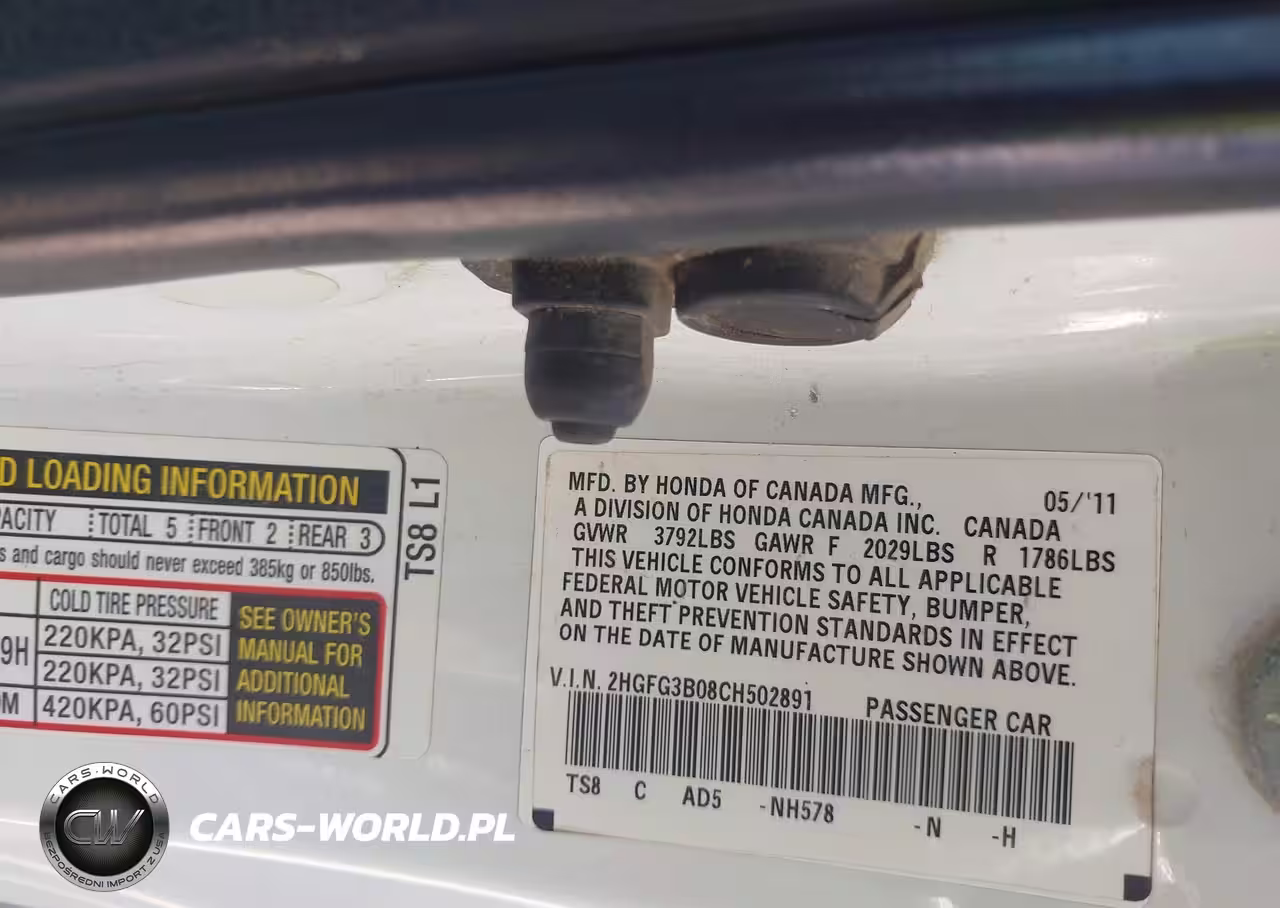 D LOADING INFORMATION
PACITY TOTAL 5 FRONT 2 REAR 3
s and cargo should never exceed 385kg or 850lbs.
COLD TIRE PRESSURE
9H 220KPA, 32PSI
220KPA, 32PSI
0M 420KPA, 60PSI
SEE OWNER'S
MANUAL FOR
ADDITIONAL
INFORMATION
TS8 L1
MFD. BY HONDA OF CANADA MFG., 05/'11
A DIVISION OF HONDA CANADA INC. CANADA
GVWR 3792LBS GAWR F 2029LBS R 1786LBS
THIS VEHICLE CONFORMS TO ALL APPLICABLE
FEDERAL MOTOR VEHICLE SAFETY, BUMPER,
AND THEFT PREVENTION STANDARDS IN EFFECT
ON THE DATE OF MANUFACTURE SHOWN ABOVE.
V.I.N. 2HGFG3B08CH502891 PASSENGER CAR
TS8 C AD5 -NH578 -N -H
CARS-WORLD
CW
BEZPOŚREDNI IMPORT Z USA
CARS-WORLD.PL